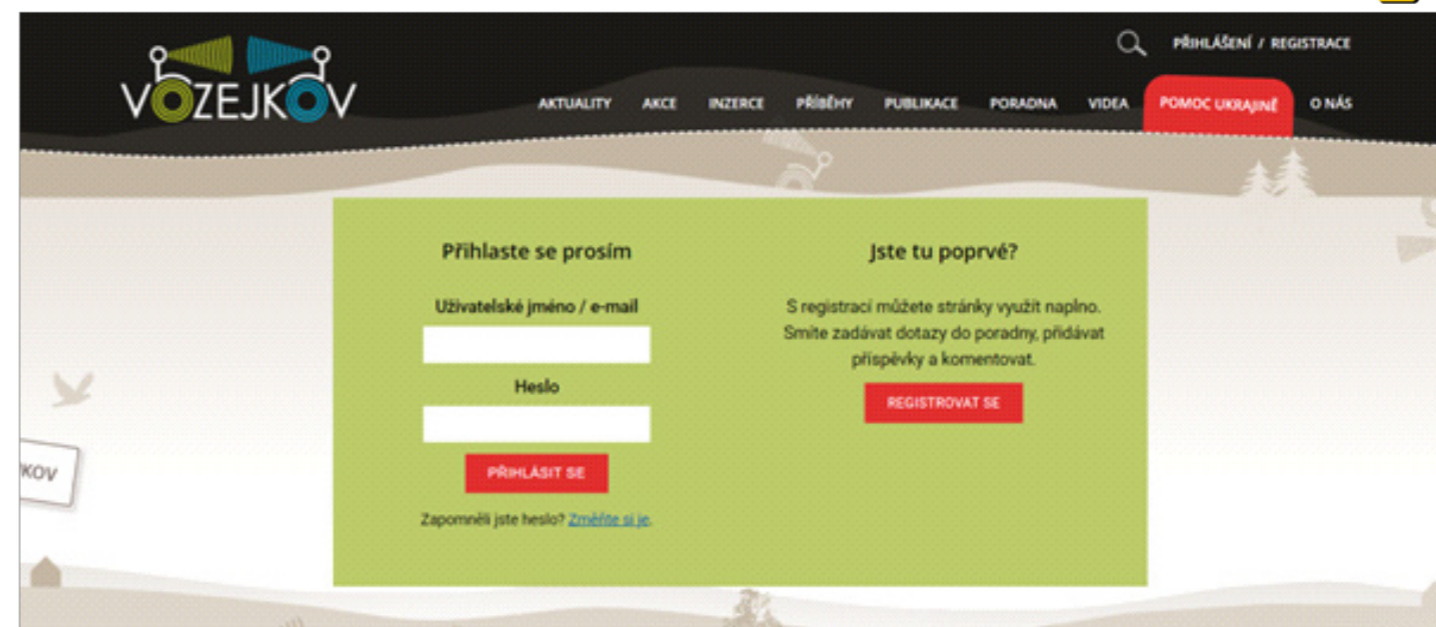 PŘIHLÁŠENÍ / REGISTRACE
VOZEJKOV
AKTUALITY AKCE INZERCE PŘÍBĚHY PUBLIKACE PORADNA VIDEA POMOC UKRAJINĚ O NÁS
Přihlaste se prosím
Uživatelské jméno / e-mail
Heslo
PŘIHLÁSIT SE
Zapomněli jste heslo? Změňte si je.
Jste tu poprvé?
S registrací můžete stránky využít naplno.
Smíte zadávat dotazy do poradny, přidávat
příspěvky a komentovat.
REGISTROVAT SE
KOV